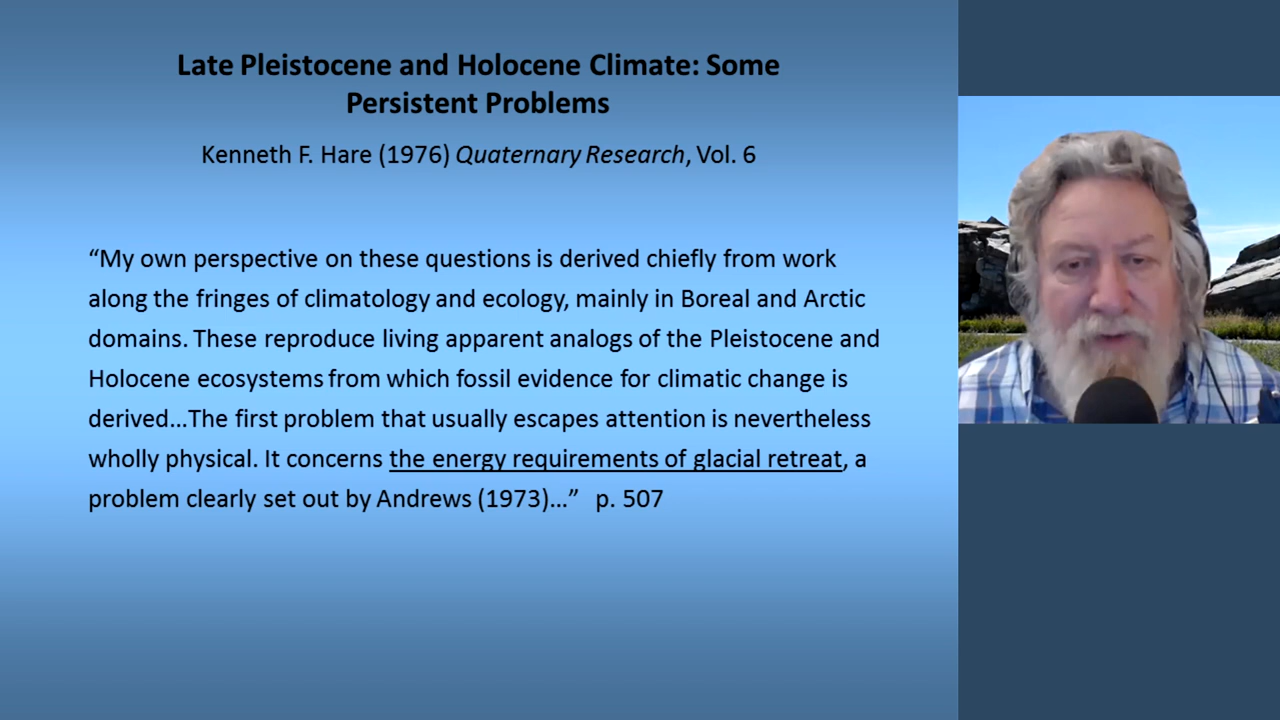 Late Pleistocene and Holocene Climate: Some
Persistent Problems
Kenneth F. Hare (1976) Quaternary Research, Vol. 6
“My own perspective on these questions is derived chiefly from work
along the fringes of climatology and ecology, mainly in Boreal and Arctic
domains. These reproduce living apparent analogs of the Pleistocene and
Holocene ecosystems from which fossil evidence for climatic change is
derived...The first problem that usually escapes attention is nevertheless
wholly physical. It concerns the energy requirements of glacial retreat, a
problem clearly set out by Andrews (1973)...” p. 507